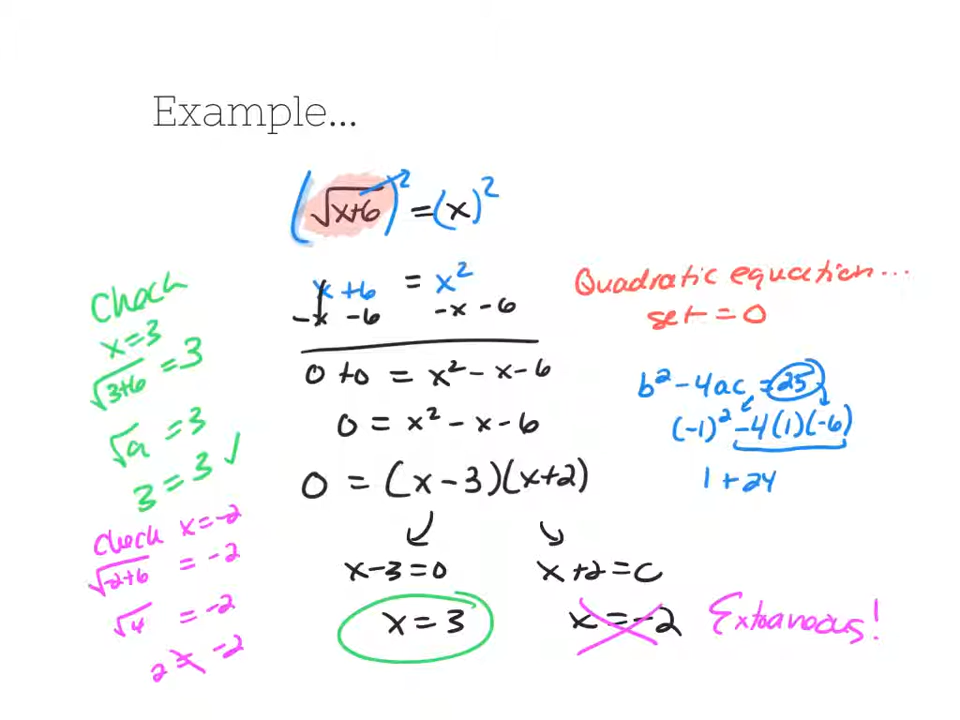 Example...
(√x+6)² = (x)²
x +6 = x²
-x -6 -x -6
0 + 0 = x² - x - 6
0 = x² - x - 6
0 = (x - 3)(x+2)
x-3=0 x+2=0
x = 3 x = -2 Extraneous!
Quadratic equation...
set = 0
b² - 4ac = 25
(-1)² -4(1)(-6)
1 + 24
Check
x=3
√3+6 = 3
√9 = 3
3 = 3 ✓
Check x=-2
√-2+6 = -2
√4 = -2
2 ≠ -2